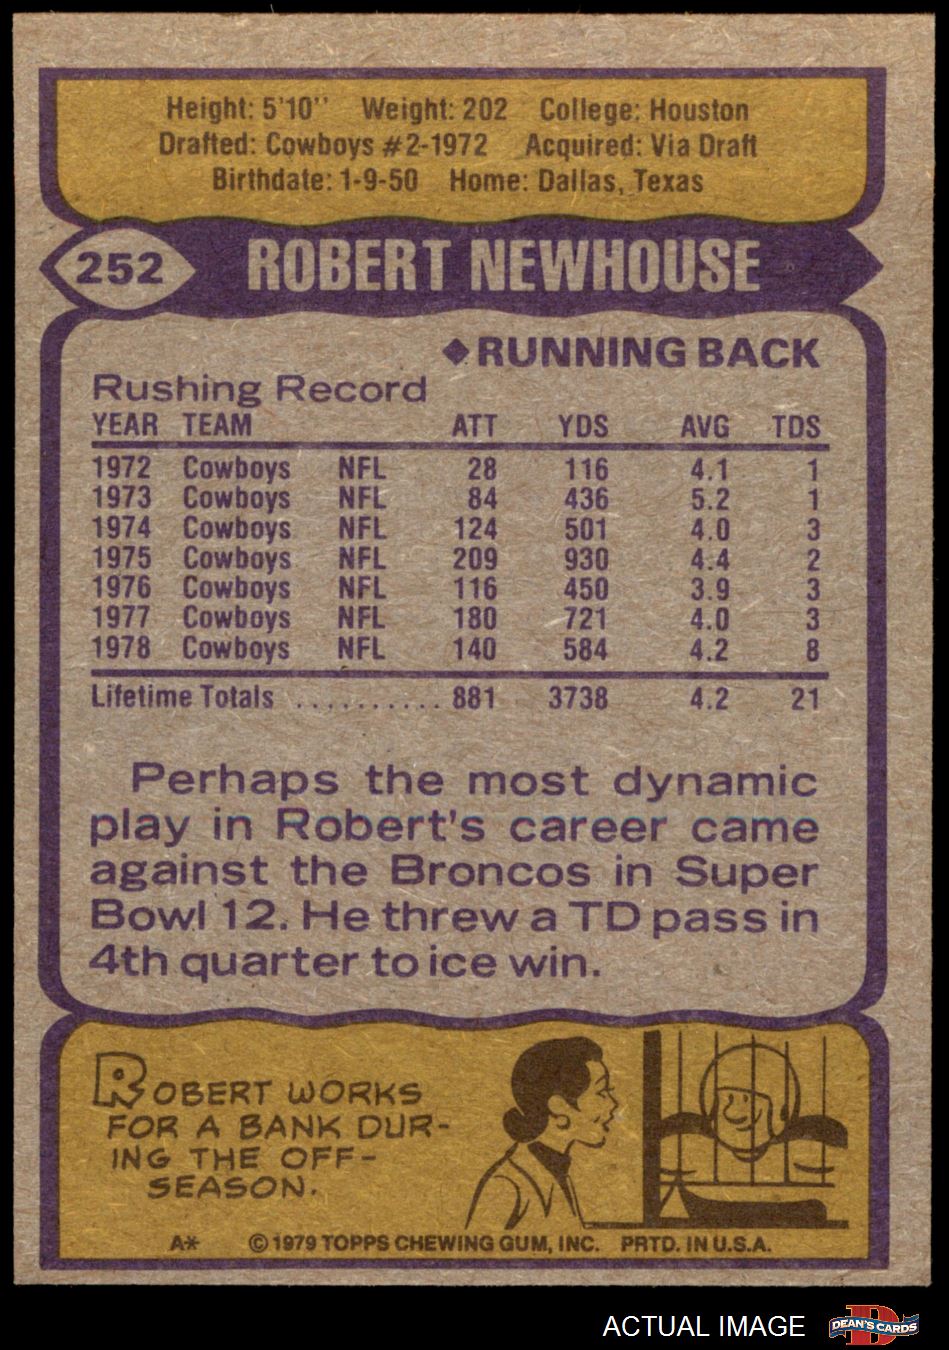 Height: 5'10'' Weight: 202 College: Houston
Drafted: Cowboys #2-1972 Acquired: Via Draft
Birthdate: 1-9-50 Home: Dallas, Texas
252 ROBERT NEWHOUSE
◆RUNNING BACK
Rushing Record
YEAR TEAM ATT YDS AVG TDS
1972 Cowboys NFL 28 116 4.1 1
1973 Cowboys NFL 84 436 5.2 1
1974 Cowboys NFL 124 501 4.0 3
1975 Cowboys NFL 209 930 4.4 2
1976 Cowboys NFL 116 450 3.9 3
1977 Cowboys NFL 180 721 4.0 3
1978 Cowboys NFL 140 584 4.2 8
Lifetime Totals .......... 881 3738 4.2 21
Perhaps the most dynamic
play in Robert's career came
against the Broncos in Super
Bowl 12. He threw a TD pass in
4th quarter to ice win.
ROBERT WORKS
FOR A BANK DUR-
ING THE OFF-
SEASON.
A* © 1979 TOPPS CHEWING GUM, INC. PRTD. IN U.S.A.
ACTUAL IMAGE D DEAN'S CARDS